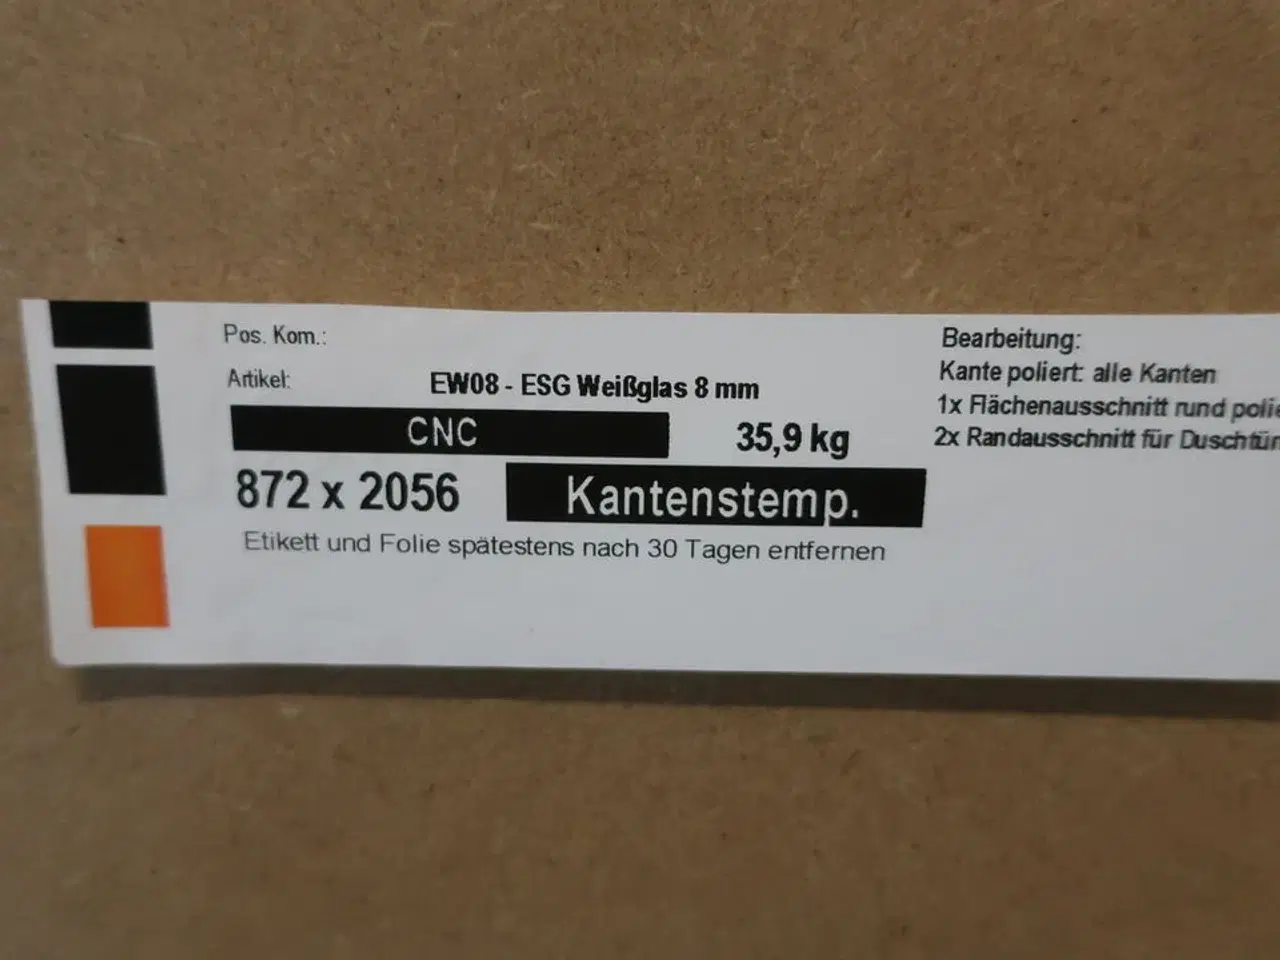 Pos. Kom.:
Artikel: EW08 - ESG Weißglas 8 mm
CNC 35,9 kg
872 x 2056 Kantenstemp.
Etikett und Folie spätestens nach 30 Tagen entfernen
Bearbeitung:
Kante poliert: alle Kanten
1x Flächenausschnitt rund
2x Randausschnitt für